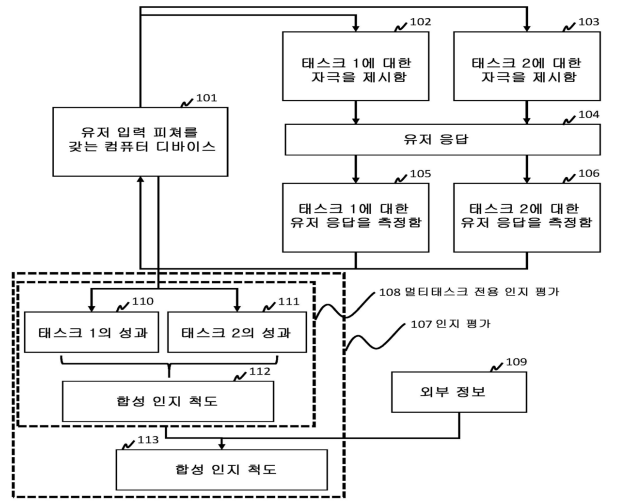 102
103
태스크 1에 대한
자극을 제시함
태스크 2에 대한
자극을 제시함
101
유저 입력 피쳐를
갖는 컴퓨터 디바이스
104
유저 응답
105
106
태스크 1에 대한
유저 응답을 측정함
태스크 2에 대한
유저 응답을 측정함
108 멀티태스크 전용 인지 평가
110
111
태스크 1의 성과
태스크 2의 성과
107 인지 평가
109
외부 정보
112
합성 인지 척도
113
합성 인지 척도